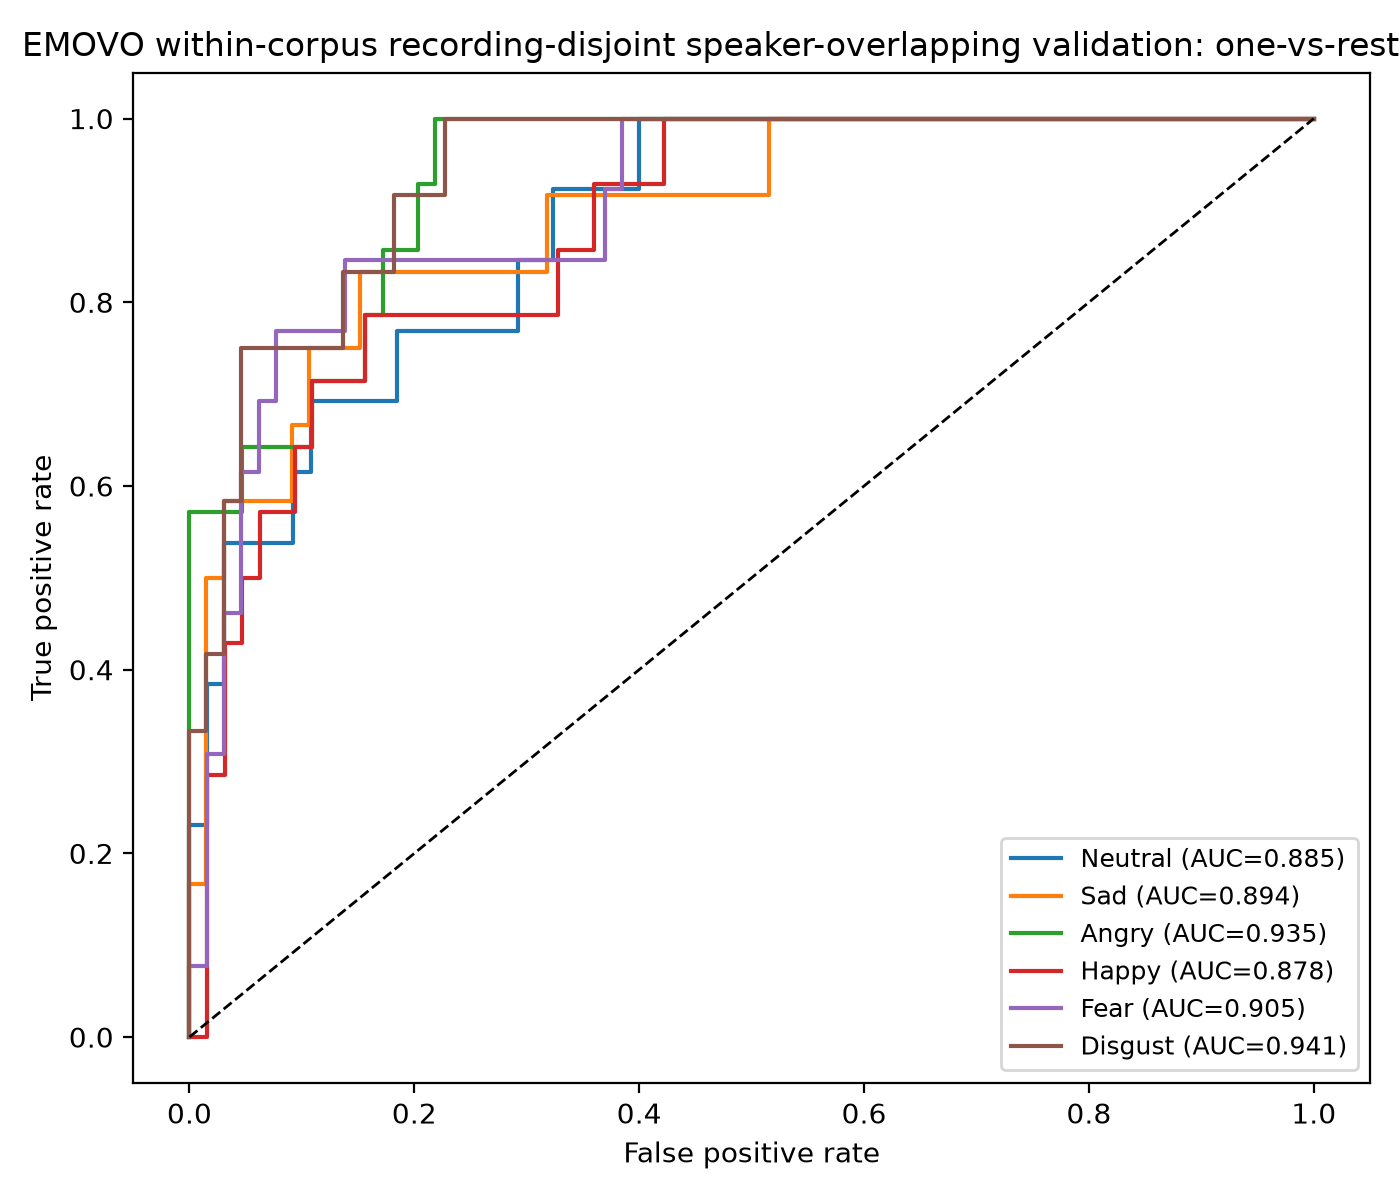 EMOVO within-corpus recording-disjoint speaker-overlapping validation: one-vs-rest
1.0
0.8
0.6
0.4
0.2
0.0
True positive rate
0.0 0.2 0.4 0.6 0.8 1.0
False positive rate
Neutral (AUC=0.885)
Sad (AUC=0.894)
Angry (AUC=0.935)
Happy (AUC=0.878)
Fear (AUC=0.905)
Disgust (AUC=0.941)